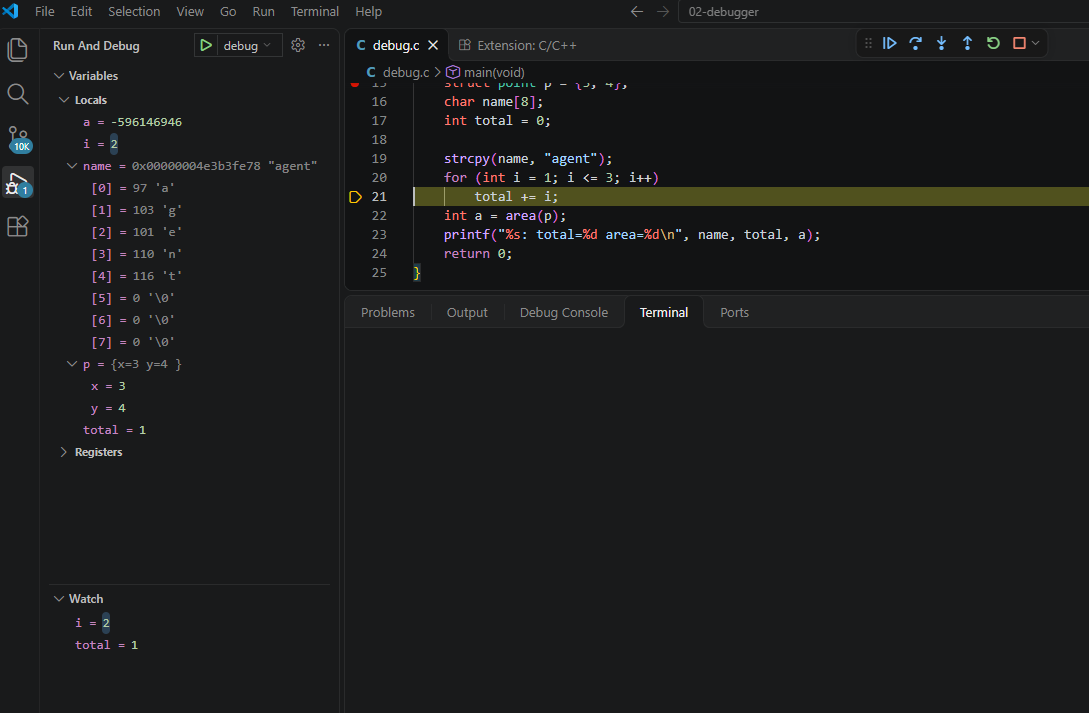 File Edit Selection View Go Run Terminal Help
02-debugger
Run And Debug
debug
debug.c
Extension: C/C++
debug.c
main(void)
10K
1
Variables
Locals
a = -596146946
i = 2
name = 0x00000004e3b3fe78 "agent"
[0] = 97 'a'
[1] = 103 'g'
[2] = 101 'e'
[3] = 110 'n'
[4] = 116 't'
[5] = 0 '\0'
[6] = 0 '\0'
[7] = 0 '\0'
p = {x=3 y=4 }
x = 3
y = 4
total = 1
Registers
Watch
i = 2
total = 1
15 struct point p = {3, 4};
16 char name[8];
17 int total = 0;
18
19 strcpy(name, "agent");
20 for (int i = 1; i <= 3; i++)
21 total += i;
22 int a = area(p);
23 printf("%s: total=%d area=%d\n", name, total, a);
24 return 0;
25 }
Problems Output Debug Console Terminal Ports